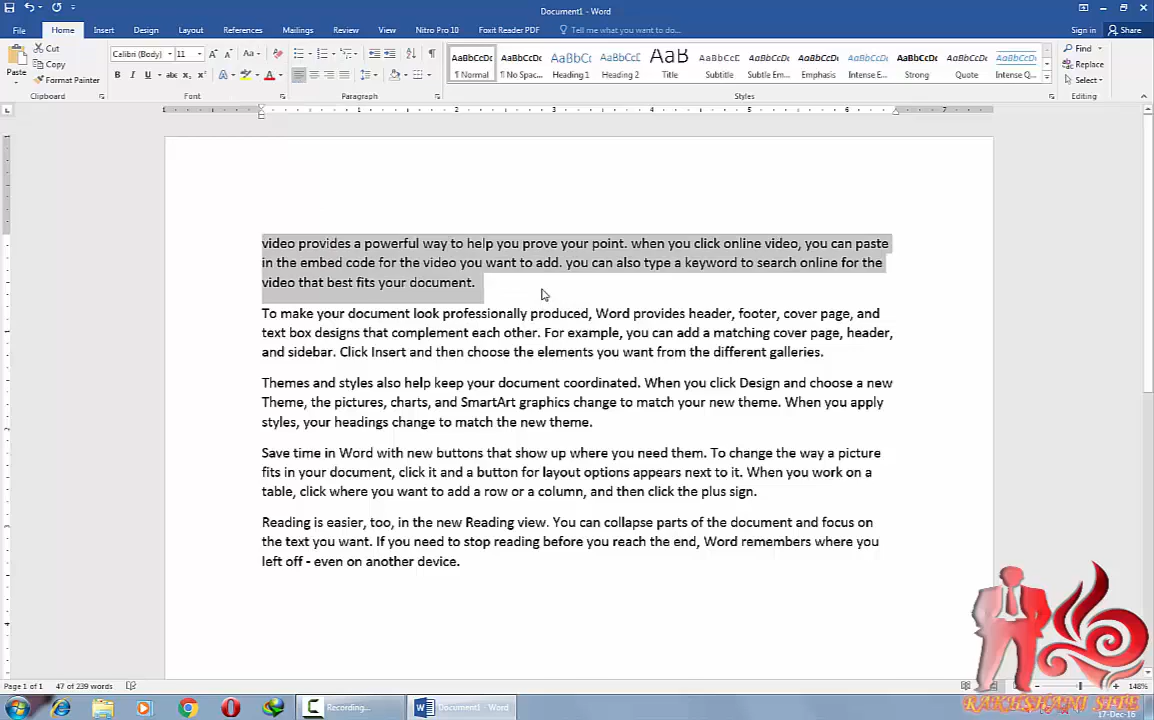 Document1 - Word
File Home Insert Design Layout References Mailings Review View Nitro Pro 10 Foxit Reader PDF Tell me what you want to do... Sign in Share
Paste Cut Copy Format Painter
Calibri (Body) 11
AaBbCcDc AaBbCcDc AaBbC AaBbCc AaB AaBbCcD AaBbCcDc AaBbCcDc AaBbCcDc AaBbCcDc AaBbCcDc AaBbCcDc
¶ Normal ¶ No Spac... Heading 1 Heading 2 Title Subtitle Subtle Em... Emphasis Intense E... Strong Quote Intense Q...
Find Replace Select
Clipboard Font Paragraph Styles Editing
1 2 3 4 5 6 7
video provides a powerful way to help you prove your point. when you click online video, you can paste
in the embed code for the video you want to add. you can also type a keyword to search online for the
video that best fits your document.
To make your document look professionally produced, Word provides header, footer, cover page, and
text box designs that complement each other. For example, you can add a matching cover page, header,
and sidebar. Click Insert and then choose the elements you want from the different galleries.
Themes and styles also help keep your document coordinated. When you click Design and choose a new
Theme, the pictures, charts, and SmartArt graphics change to match your new theme. When you apply
styles, your headings change to match the new theme.
Save time in Word with new buttons that show up where you need them. To change the way a picture
fits in your document, click it and a button for layout options appears next to it. When you work on a
table, click where you want to add a row or a column, and then click the plus sign.
Reading is easier, too, in the new Reading view. You can collapse parts of the document and focus on
the text you want. If you need to stop reading before you reach the end, Word remembers where you
left off - even on another device.
Page 1 of 1 47 of 239 words 148%
Recording... Document1 - Word
RAKESHANI SITE
17-Dec-16